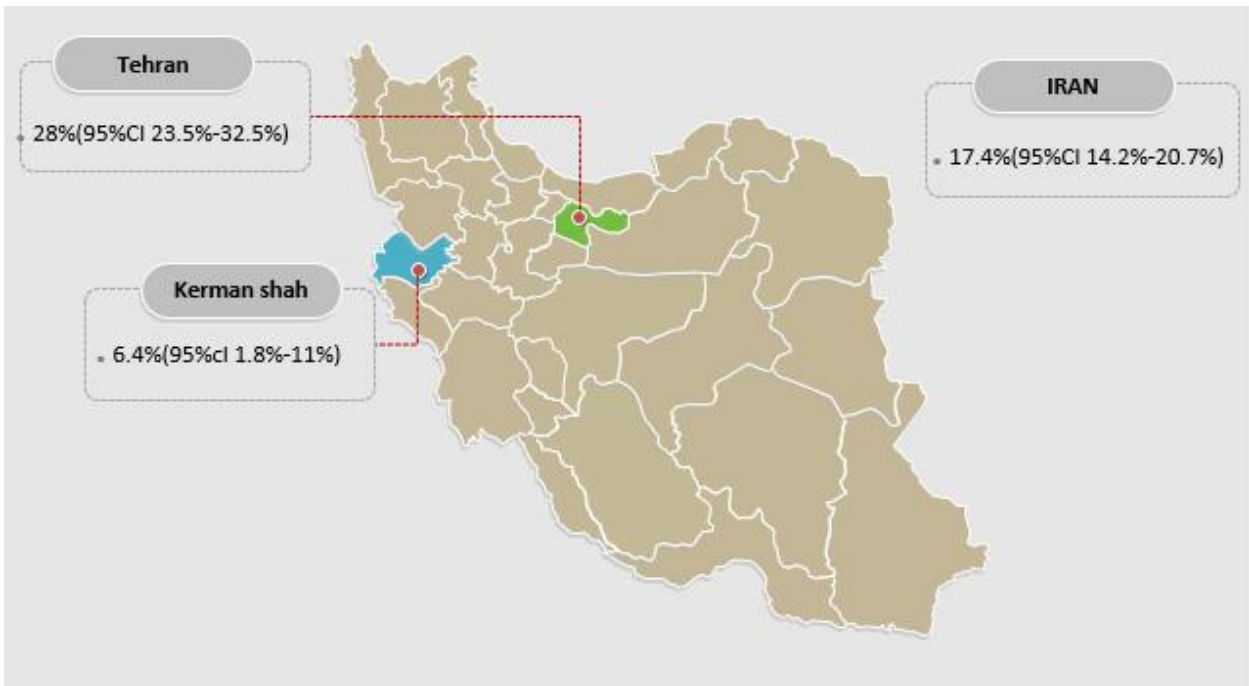 Tehran
• 28%(95%CI 23.5%-32.5%)
IRAN
• 17.4%(95%CI 14.2%-20.7%)
Kerman shah
• 6.4%(95%cI 1.8%-11%)